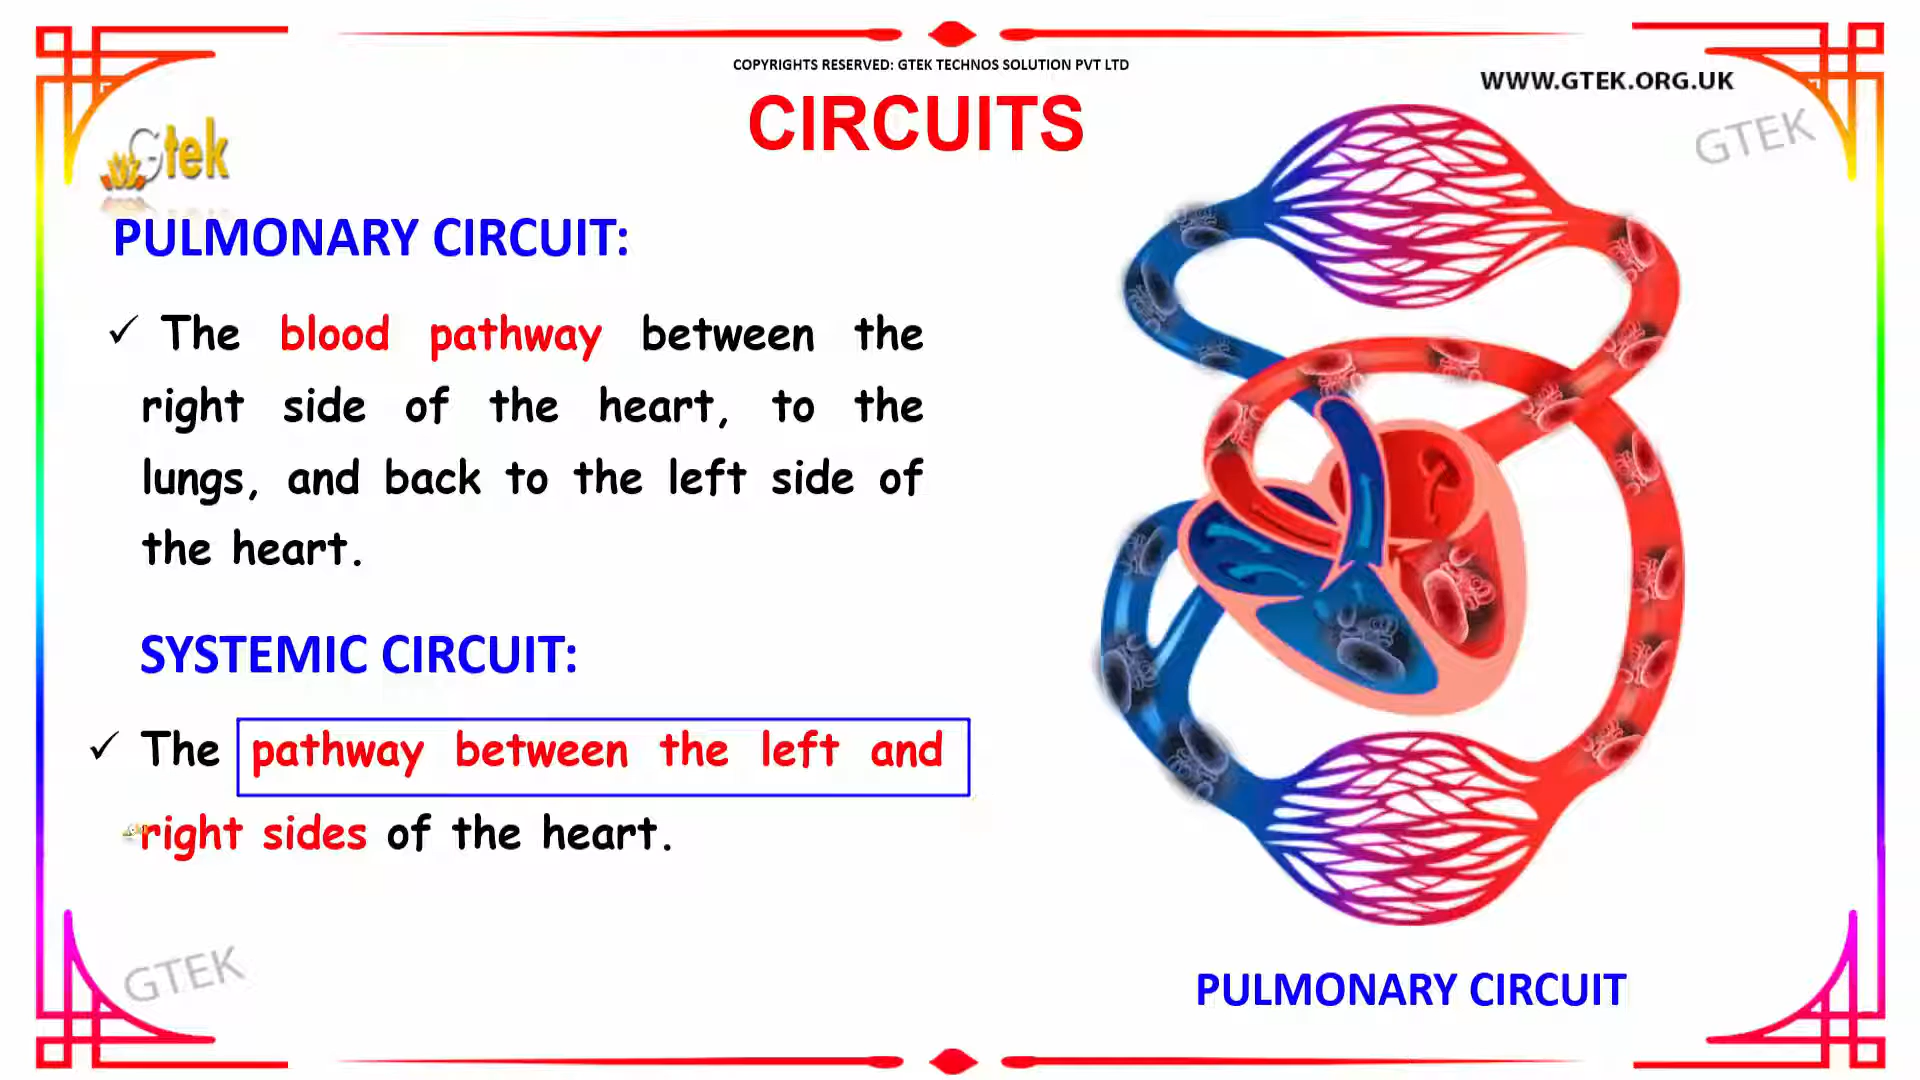 COPYRIGHTS RESERVED: GTEK TECHNOS SOLUTION PVT LTD
WWW.GTEK.ORG.UK
CIRCUITS
GTEK
Gtek
PULMONARY CIRCUIT:
✓ The blood pathway between the
right side of the heart, to the
lungs, and back to the left side of
the heart.
SYSTEMIC CIRCUIT:
✓ The pathway between the left and
right sides of the heart.
GTEK
PULMONARY CIRCUIT